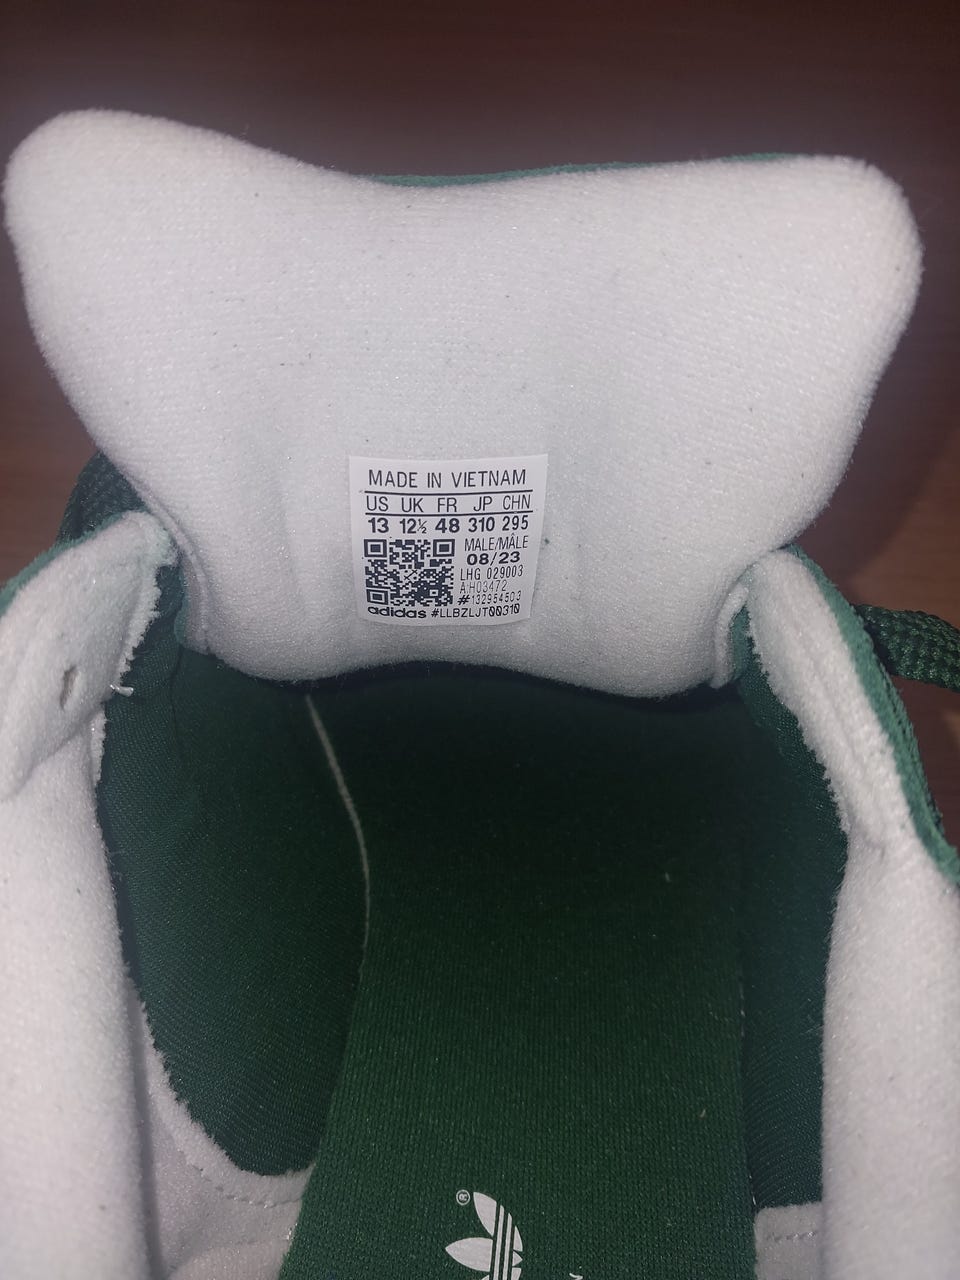 MADE IN VIETNAM
US UK FR JP CHN
13 12½ 48 310 295
MALE/MÂLE
08/23
LHG 029003
A:H03472
#132954503
adidas #LLBZLJT00310
®